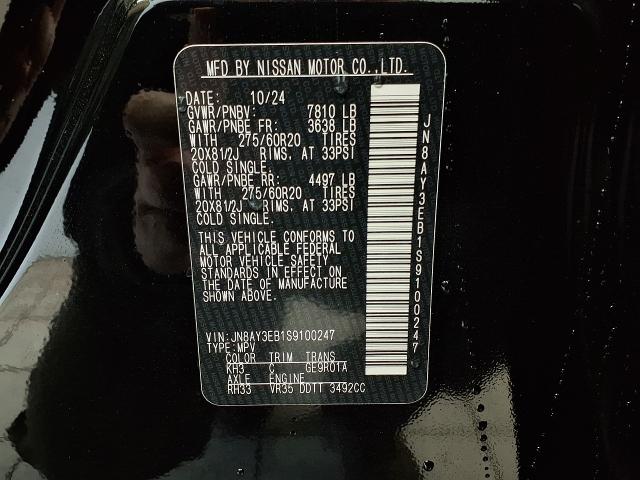 MFD BY NISSAN MOTOR CO.,LTD.
DATE: 10/24
GVWR/PNBV: 7810 LB
GAWR/PNBE FR: 3638 LB
WITH 275/60R20 TIRES
20X81/2J RIMS, AT 33PSI
COLD SINGLE.
GAWR/PNBE RR: 4497 LB
WITH 275/60R20 TIRES
20X81/2J RIMS, AT 33PSI
COLD SINGLE.
THIS VEHICLE CONFORMS TO
ALL APPLICABLE FEDERAL
MOTOR VEHICLE SAFETY
STANDARDS IN EFFECT ON
THE DATE OF MANUFACTURE
SHOWN ABOVE.
VIN: JN8AY3EB1S9100247
TYPE: MPV
COLOR TRIM TRANS
KH3 C GE9R01A
AXLE ENGINE
RH33 VR35 DDTT 3492CC
JN8AY3EB1S9100247